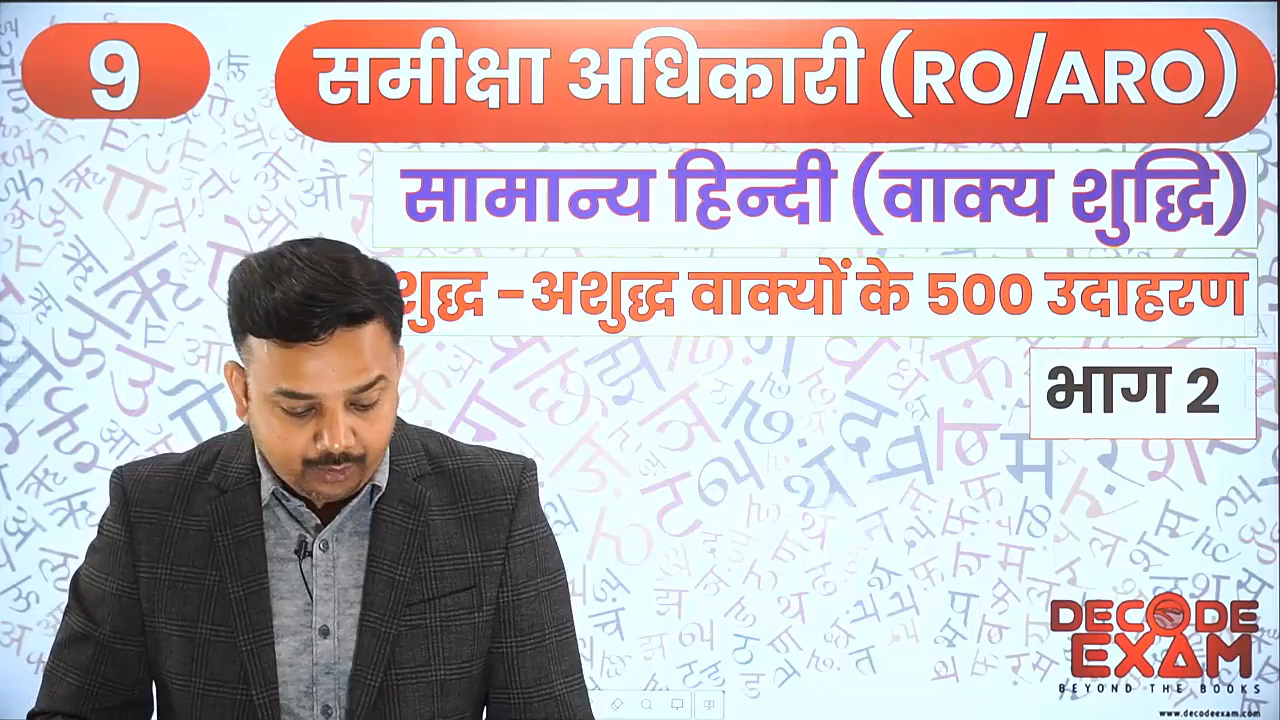 9
समीक्षा अधिकारी (RO/ARO)
सामान्य हिन्दी (वाक्य शुद्धि)
शुद्ध - अशुद्ध वाक्यों के 500 उदाहरण
भाग 2
DECODE
EXAM
BEYOND THE BOOKS
www.decodeexam.com